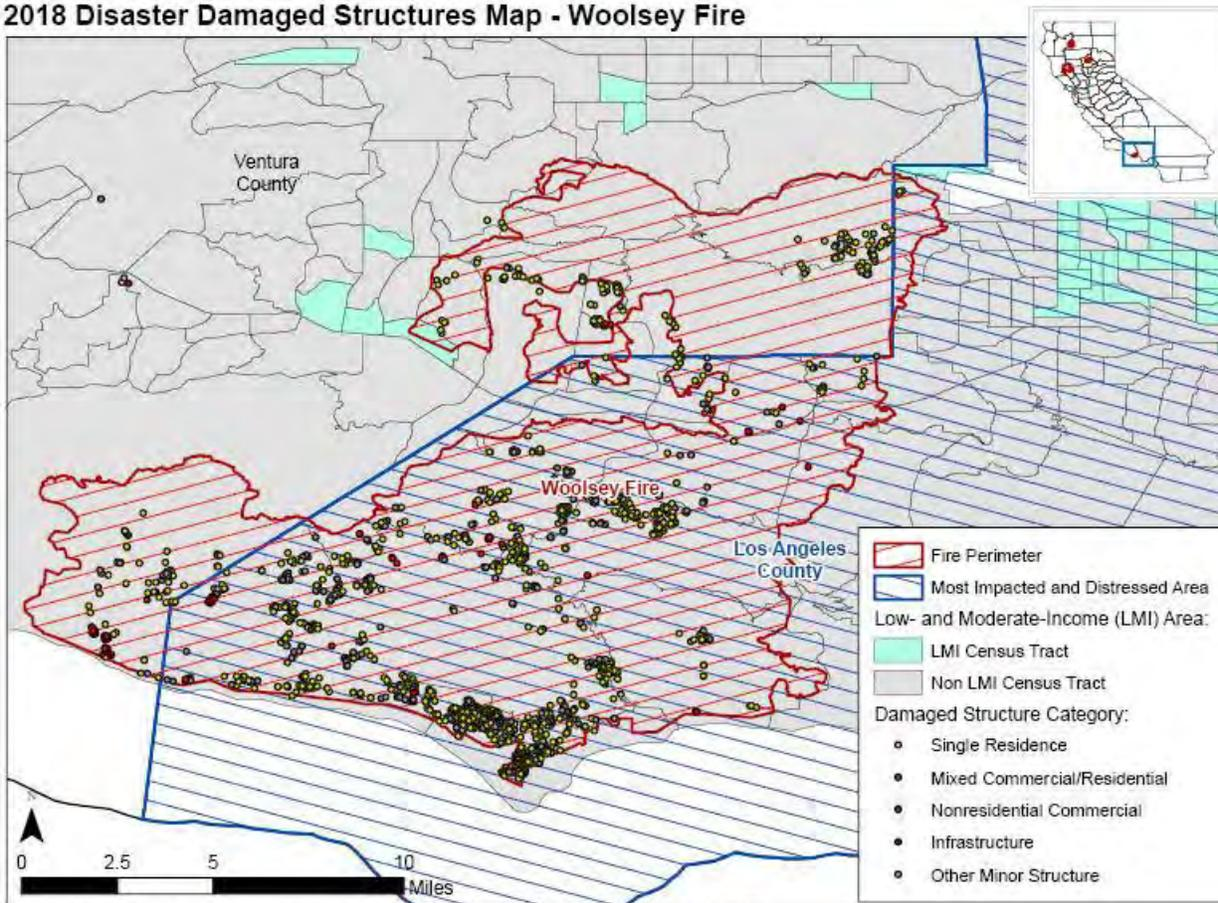 2018 Disaster Damaged Structures Map - Woolsey Fire
Ventura
County
Woolsey Fire
Los Angeles
County
Fire Perimeter
Most Impacted and Distressed Area
Low- and Moderate-Income (LMI) Area:
LMI Census Tract
Non LMI Census Tract
Damaged Structure Category:
Single Residence
Mixed Commercial/Residential
Nonresidential Commercial
Infrastructure
Other Minor Structure
N
0 2.5 5 10
Miles